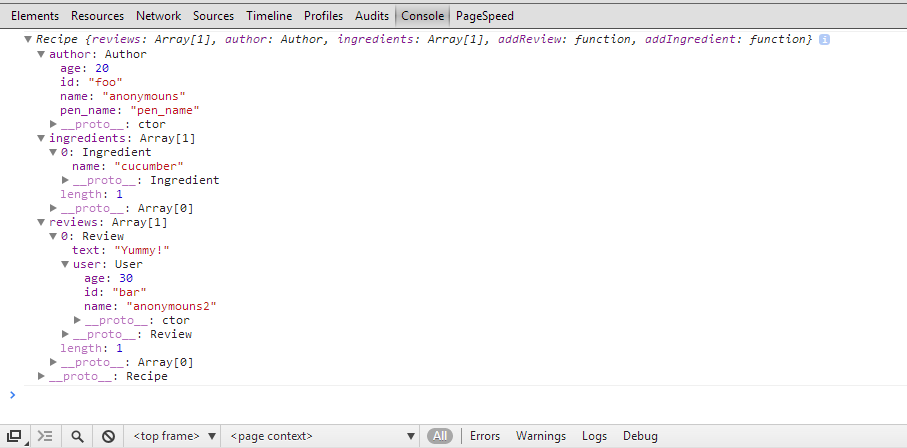 Elements Resources Network Sources Timeline Profiles Audits Console PageSpeed
Recipe {reviews: Array[1], author: Author, ingredients: Array[1], addReview: function, addIngredient: function} i
author: Author
age: 20
id: "foo"
name: "anonymouns"
pen_name: "pen_name"
__proto__: ctor
ingredients: Array[1]
0: Ingredient
name: "cucumber"
__proto__: Ingredient
length: 1
__proto__: Array[0]
reviews: Array[1]
0: Review
text: "Yummy!"
user: User
age: 30
id: "bar"
name: "anonymouns2"
__proto__: ctor
__proto__: Review
length: 1
__proto__: Array[0]
__proto__: Recipe
>
<top frame> <page context> All Errors Warnings Logs Debug